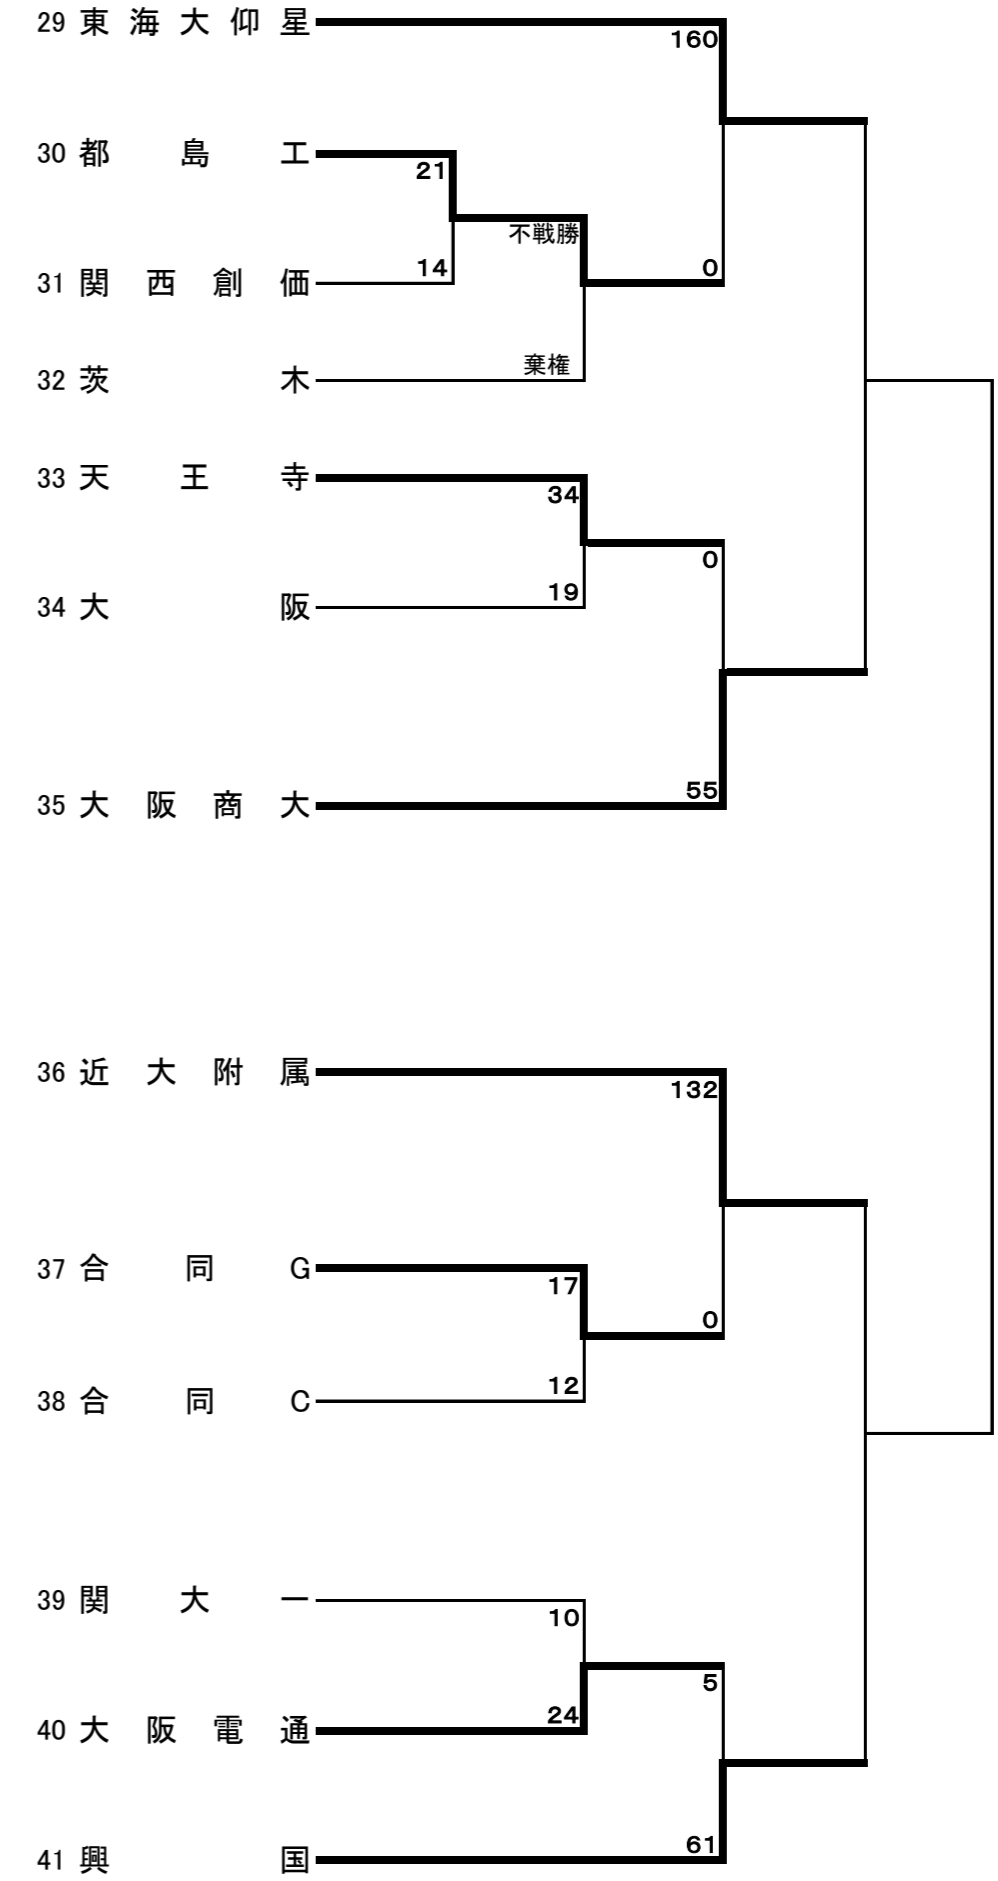 29 東海大仰星
160
30 都島工
21
不戦勝
14
0
31 関西創価
棄権
32 茨木
33 天王寺
34
0
19
34 大阪
55
35 大阪商大
36 近大附属
132
37 合同G
17
0
12
38 合同C
39 関大一
10
5
24
40 大阪電通
61
41 興国